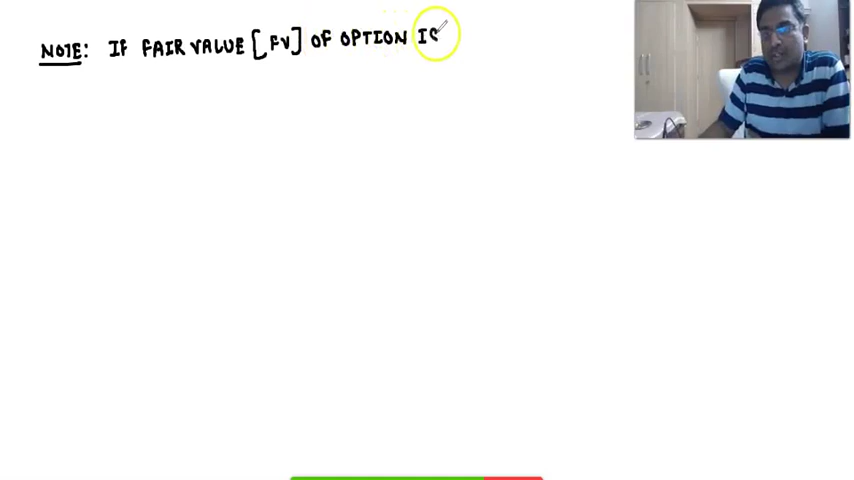 NOTE: IF FAIR VALUE [FV] OF OPTION IS